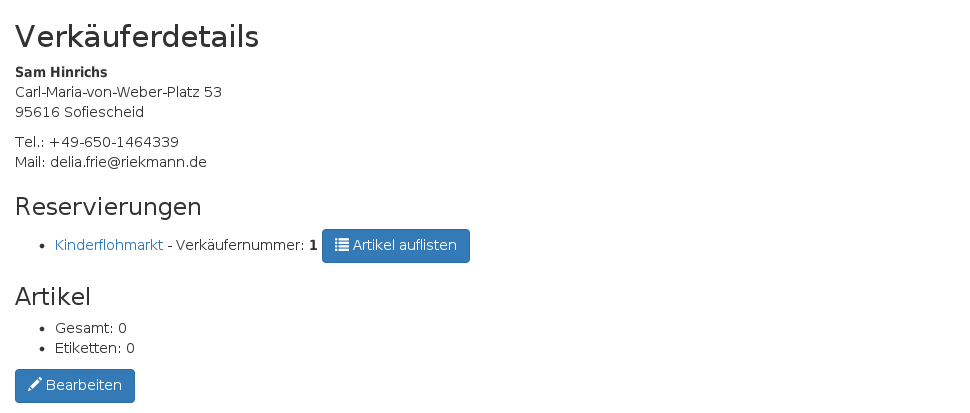 Verkäuferdetails
Sam Hinrichs
Carl-Maria-von-Weber-Platz 53
95616 Sofiescheid
Tel.: +49-650-1464339
Mail: delia.frie@riekmann.de
Reservierungen
• Kinderflohmarkt - Verkäufernummer: 1 Artikel auflisten
Artikel
• Gesamt: 0
• Etiketten: 0
Bearbeiten